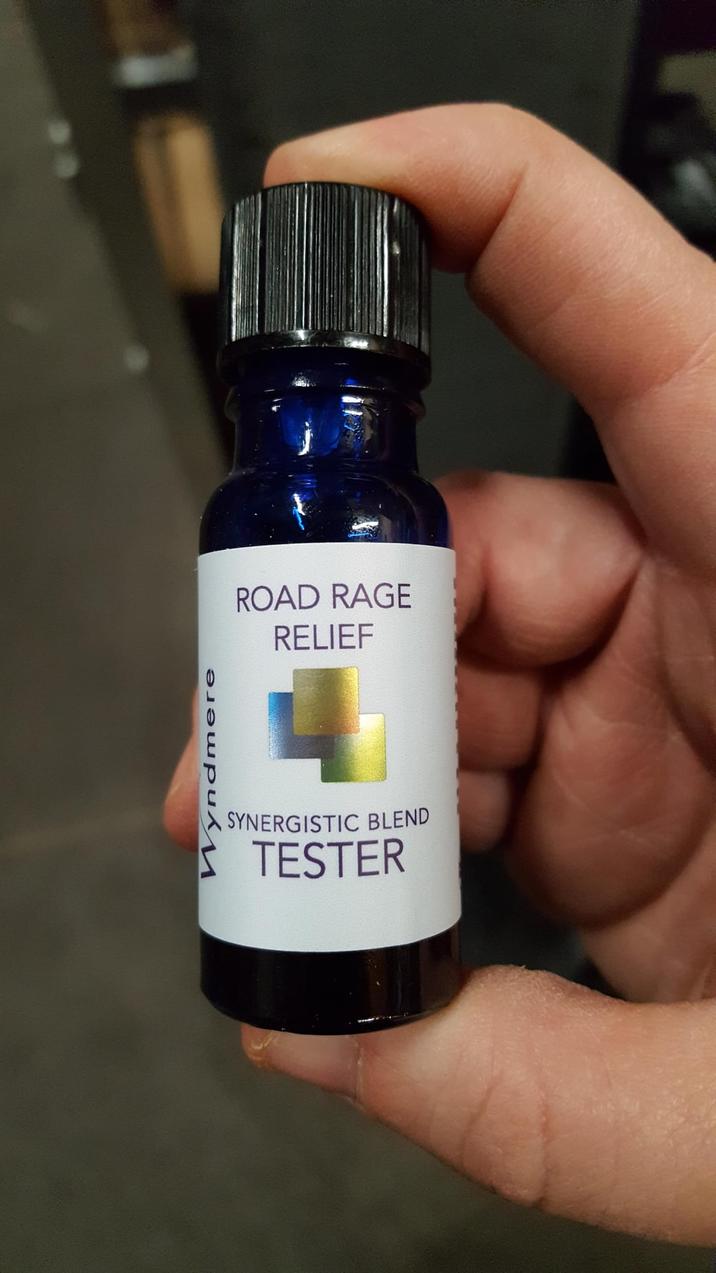 ROAD RAGE
RELIEF
Wyndmere
SYNERGISTIC BLEND
TESTER